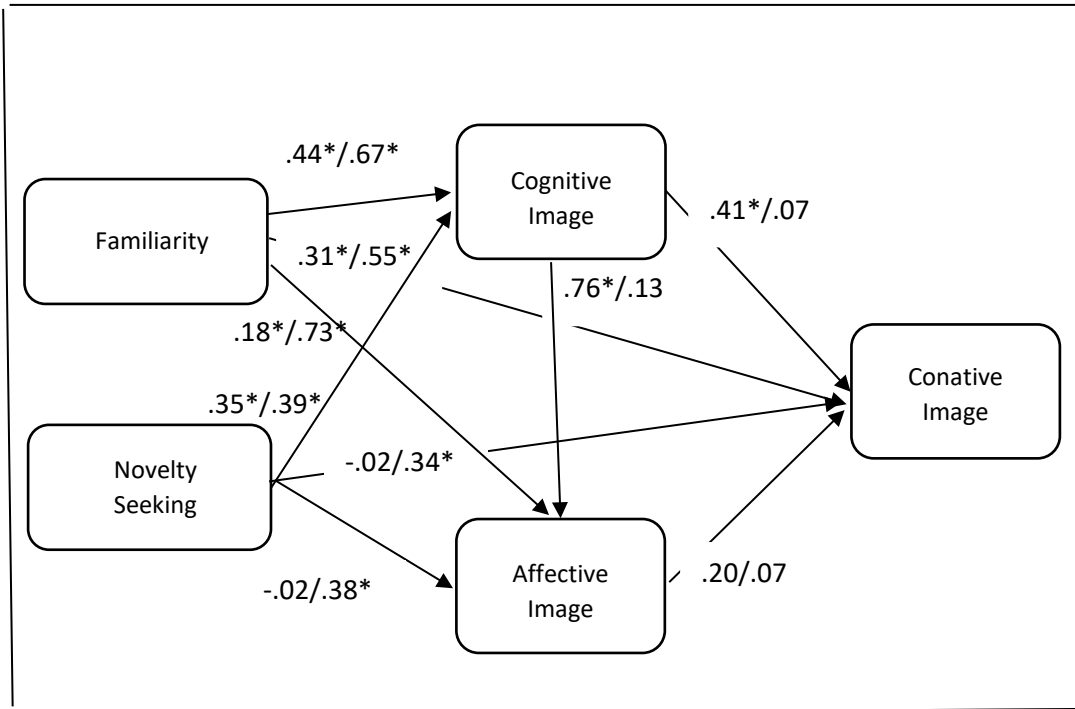 .44*/.67*
Cognitive
Image
.41*/.07
Familiarity
.31*/.55*
.76*/.13
.18*/.73*
Conative
Image
.35*/.39*
Novelty
Seeking
-.02/.34*
Affective
Image
.20/.07
-.02/.38*